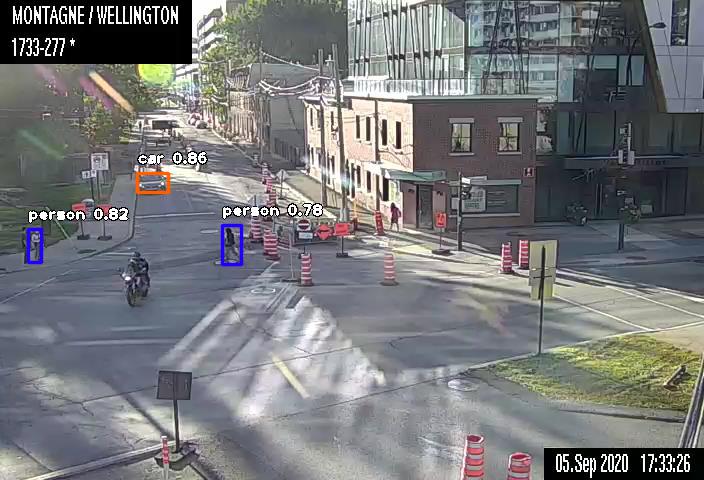 MONTAGNE / WELLINGTON
1733-277 *
car 0.86
person 0.82
person 0.78
05.Sep 2020 17:33:26